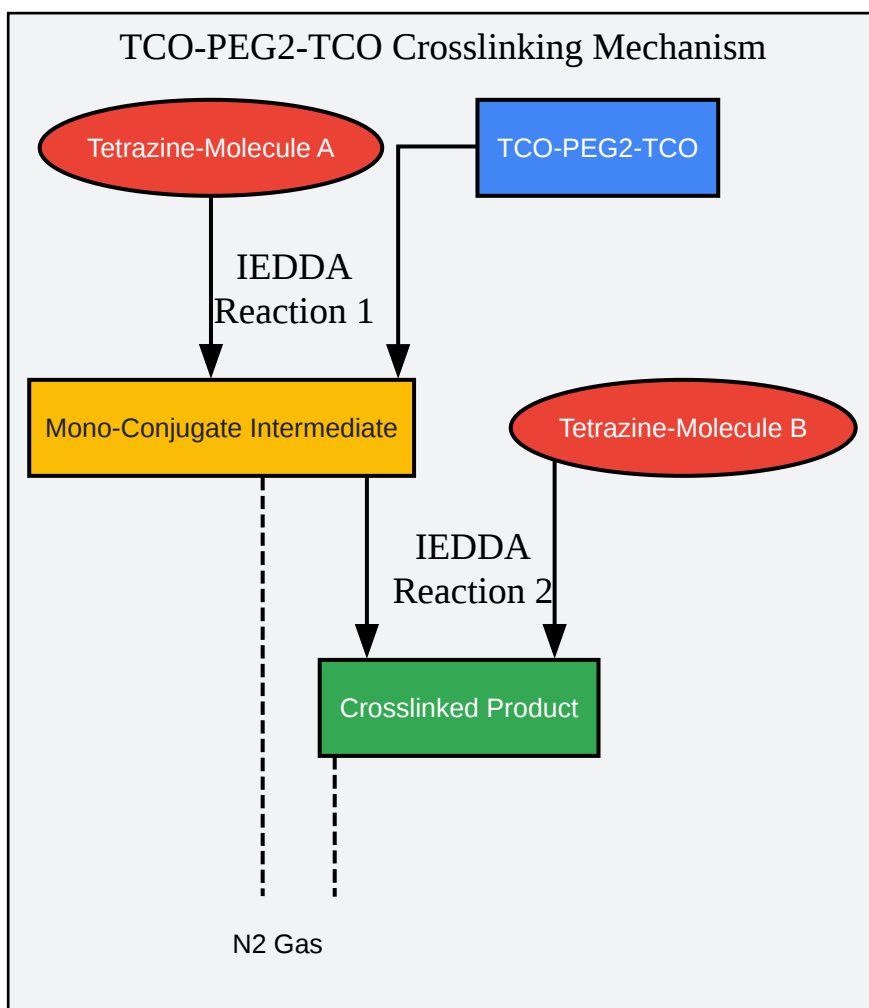 TCO-PEG2-TCO Crosslinking Mechanism
Tetrazine-Molecule A
TCO-PEG2-TCO
IEDDA
Reaction 1
Mono-Conjugate Intermediate
Tetrazine-Molecule B
IEDDA
Reaction 2
Crosslinked Product
N2 Gas